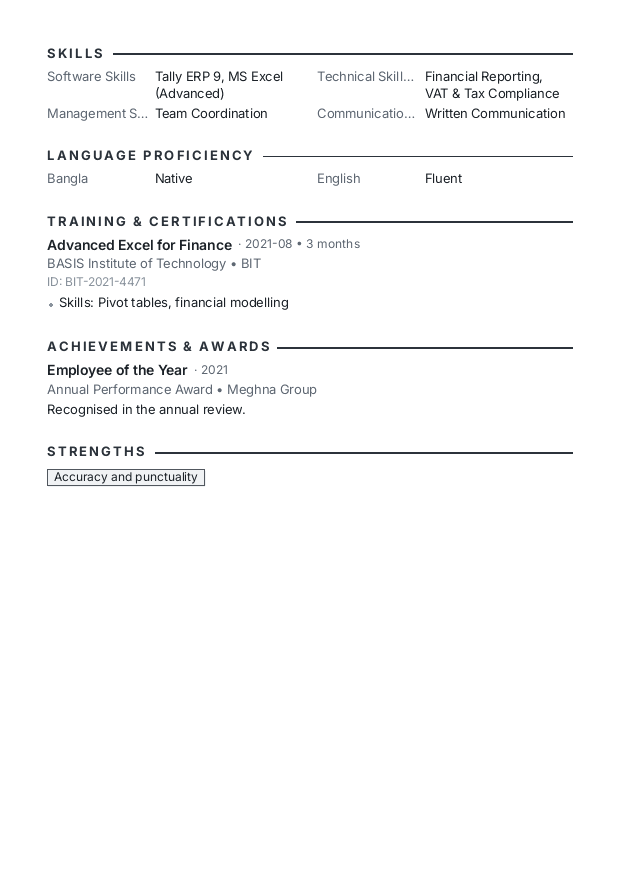 SKILLS
Software Skills Tally ERP 9, MS Excel (Advanced) Technical Skill... Financial Reporting, VAT & Tax Compliance
Management S... Team Coordination Communicatio... Written Communication
LANGUAGE PROFICIENCY
Bangla Native English Fluent
TRAINING & CERTIFICATIONS
Advanced Excel for Finance · 2021-08 • 3 months
BASIS Institute of Technology • BIT
ID: BIT-2021-4471
• Skills: Pivot tables, financial modelling
ACHIEVEMENTS & AWARDS
Employee of the Year · 2021
Annual Performance Award • Meghna Group
Recognised in the annual review.
STRENGTHS
Accuracy and punctuality